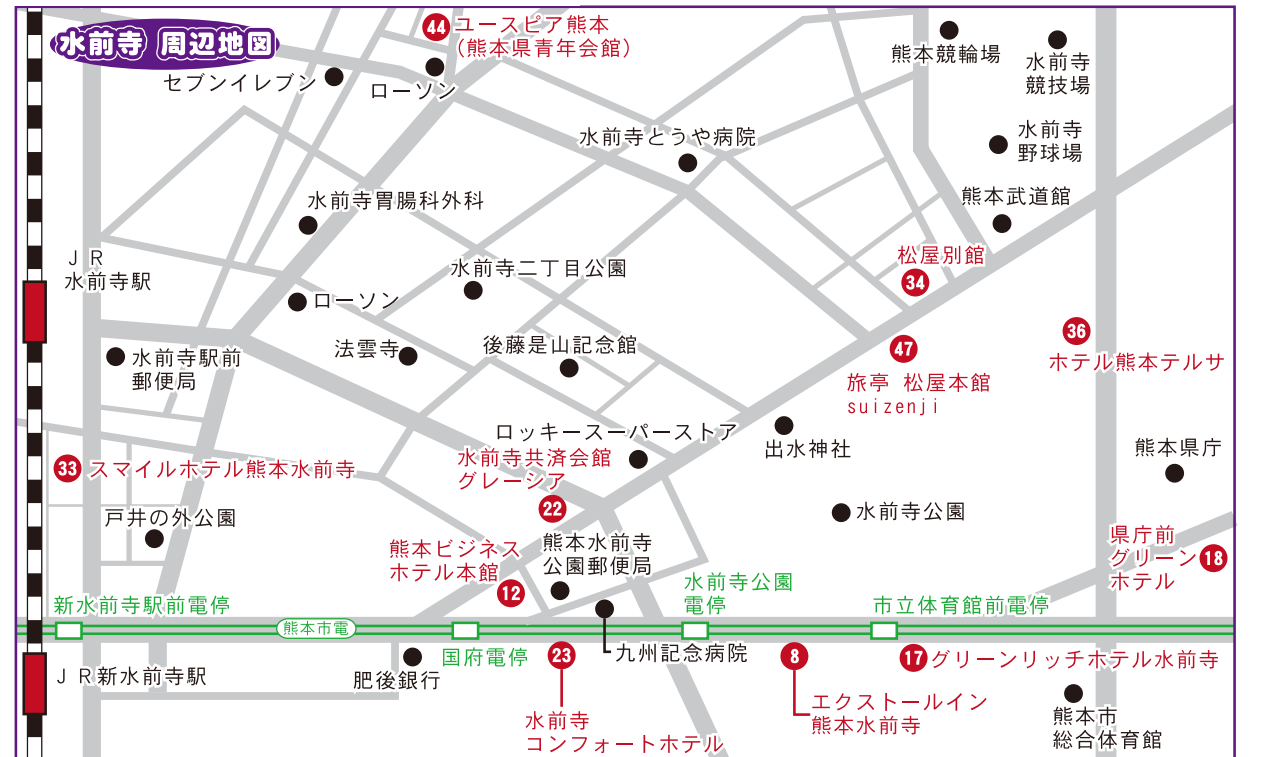 水前寺 周辺地図
44
ユースピア熊本
（熊本県青年会館）
セブンイレブン
ローソン
熊本競輪場
水前寺
競技場
水前寺とうや病院
水前寺
野球場
水前寺胃腸科外科
熊本武道館
ＪＲ
水前寺駅
水前寺二丁目公園
松屋別館
34
ローソン
法雲寺
後藤是山記念館
水前寺駅前
郵便局
47
旅亭 松屋本館
suizenji
36
ホテル熊本テルサ
ロッキースーパーストア
出水神社
熊本県庁
33
スマイルホテル熊本水前寺
水前寺共済会館
グレーシア
22
戸井の外公園
水前寺公園
熊本ビジネス
ホテル本館
12
熊本水前寺
公園郵便局
県庁前
グリーン
ホテル
18
新水前寺駅前電停
水前寺公園
電停
市立体育館前電停
熊本市電
国府電停
ＪＲ新水前寺駅
肥後銀行
23
九州記念病院
8
17
グリーンリッチホテル水前寺
水前寺
コンフォートホテル
エクストールイン
熊本水前寺
熊本市
総合体育館